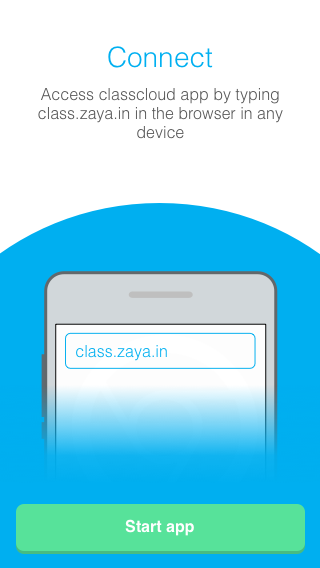 Connect
Access classcloud app by typing
class.zaya.in in the browser in any
device
class.zaya.in
Start app